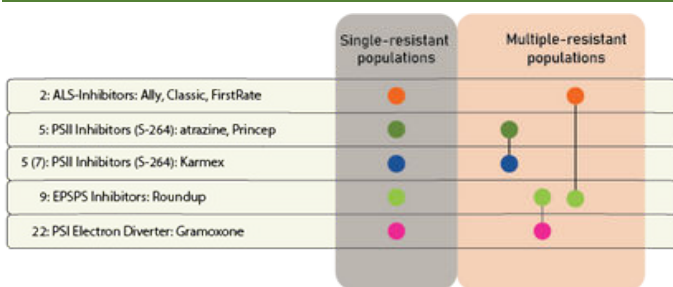 Single-resistant
populations
Multiple-resistant
populations
2: ALS-Inhibitors: Ally, Classic, FirstRate
5: PSII Inhibitors (S-264): atrazine, Princep
5 (7): PSII Inhibitors (S-264): Karmex
9: EPSPS Inhibitors: Roundup
22: PSI Electron Diverter: Gramoxone